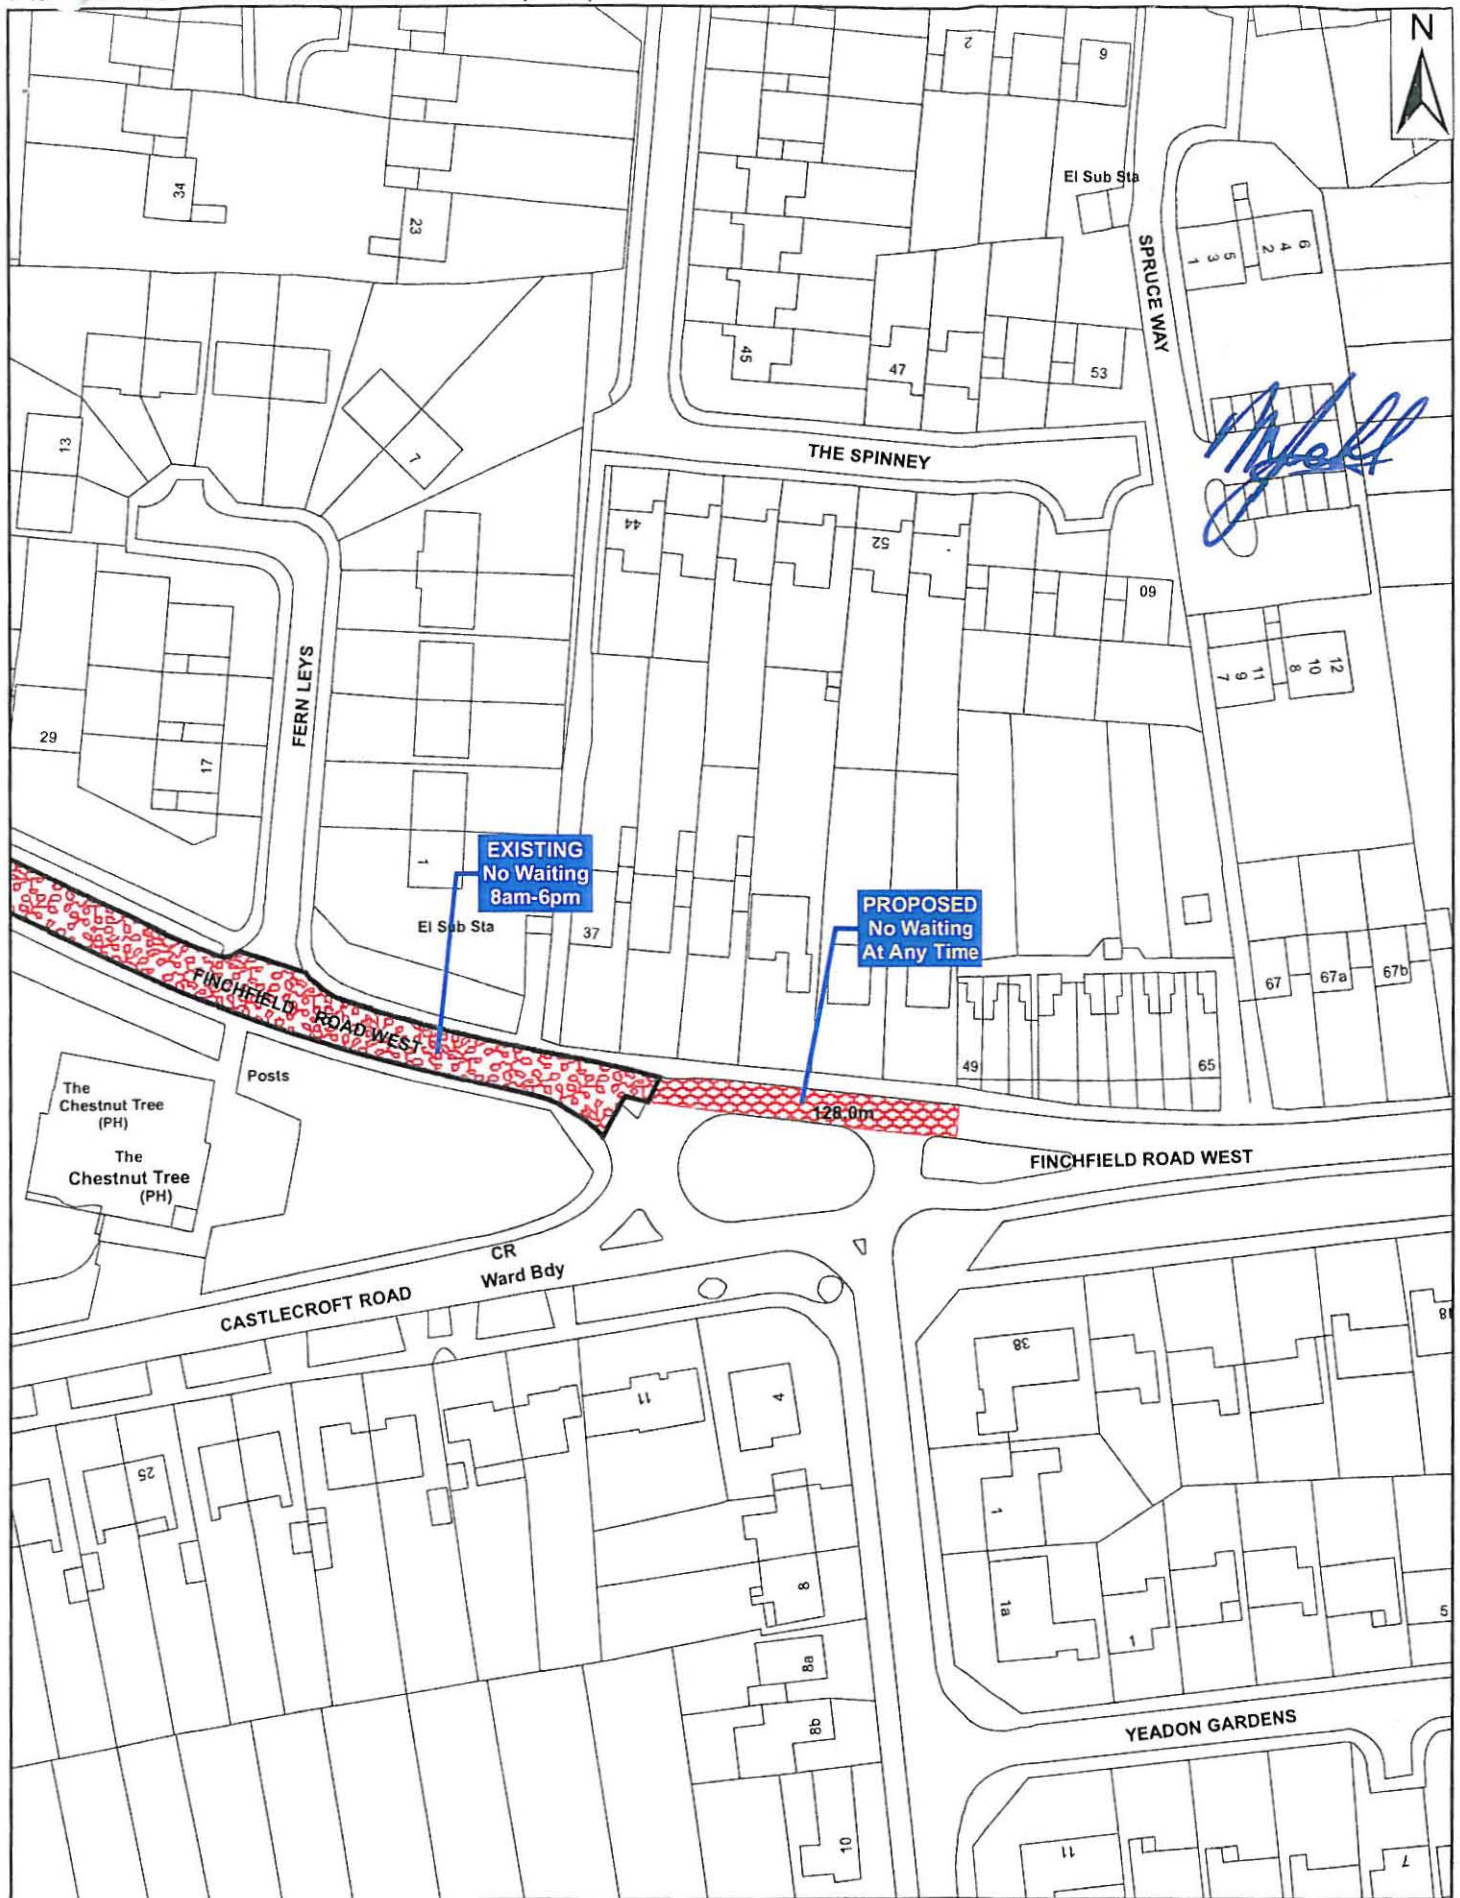 N
2
6
El Sub Sta
34
23
SPRUCE WAY
1
3
5
2
4
6
45
47
53
13
7
THE SPINNEY
44
52
60
FERN LEYS
7
9
11
8
10
12
29
17
EXISTING
No Waiting
8am-6pm
1
El Sub Sta
37
PROPOSED
No Waiting
At Any Time
67
67a
67b
FINCHFIELD ROAD WEST
49
65
Posts
The
Chestnut Tree
(PH)
128.0m
The
Chestnut Tree
(PH)
FINCHFIELD ROAD WEST
CR
Ward Bdy
CASTLECROFT ROAD
38
18
11
4
25
1
8
1a
1
5
8a
8b
YEADON GARDENS
10
11
7